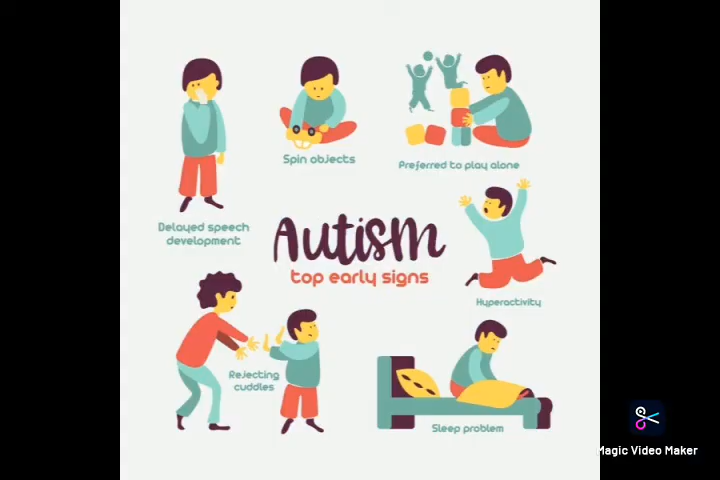 Spin objects
Preferred to play alone
Delayed speech
development
Autism
top early signs
Hyperactivity
Rejecting
cuddles
Sleep problem
Magic Video Maker